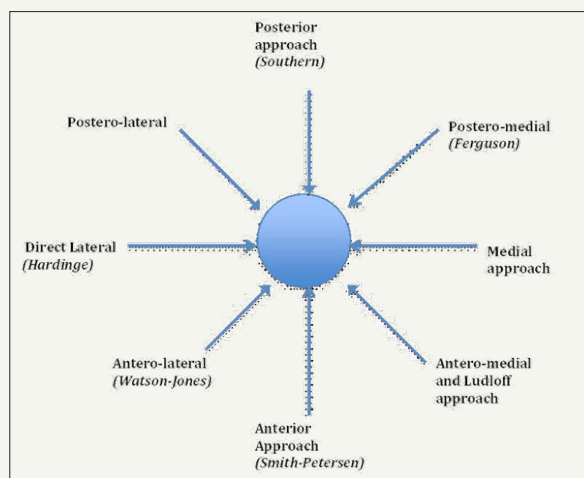 Posterior
approach
(Southern)
Postero-lateral
Postero-medial
(Ferguson)
Direct Lateral
(Hardinge)
Medial
approach
Antero-lateral
(Watson-Jones)
Antero-medial
and Ludloff
approach
Anterior
Approach
(Smith-Petersen)